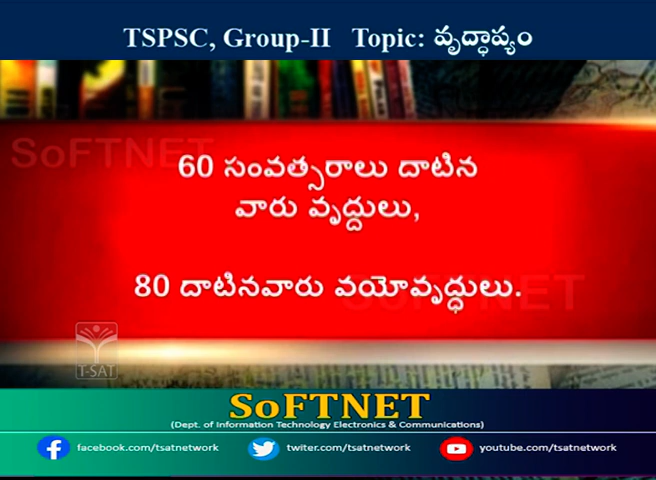 TSPSC, Group-II Topic: వృద్ధాప్యం
SoFTNET
60 సంవత్సరాలు దాటిన
వారు వృద్దులు,
80 దాటినవారు వయోవృద్ధులు.
SoFTNET
T-SAT
SoFTNET
(Dept. of Information Technology Electronics & Communications)
facebook.com/tsatnetwork twiter.com/tsatnetwork youtube.com/tsatnetwork